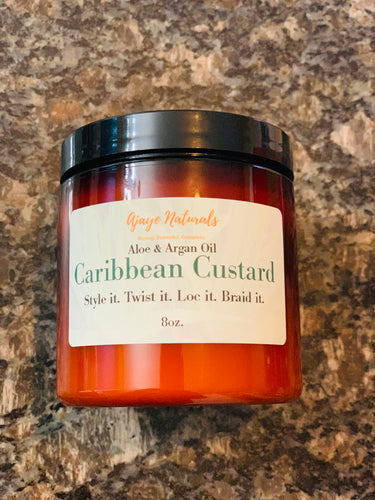 Ajaye Naturals
Aloe & Argan Oil
Caribbean Custard
Style it. Twist it. Loc it. Braid it.
8oz.